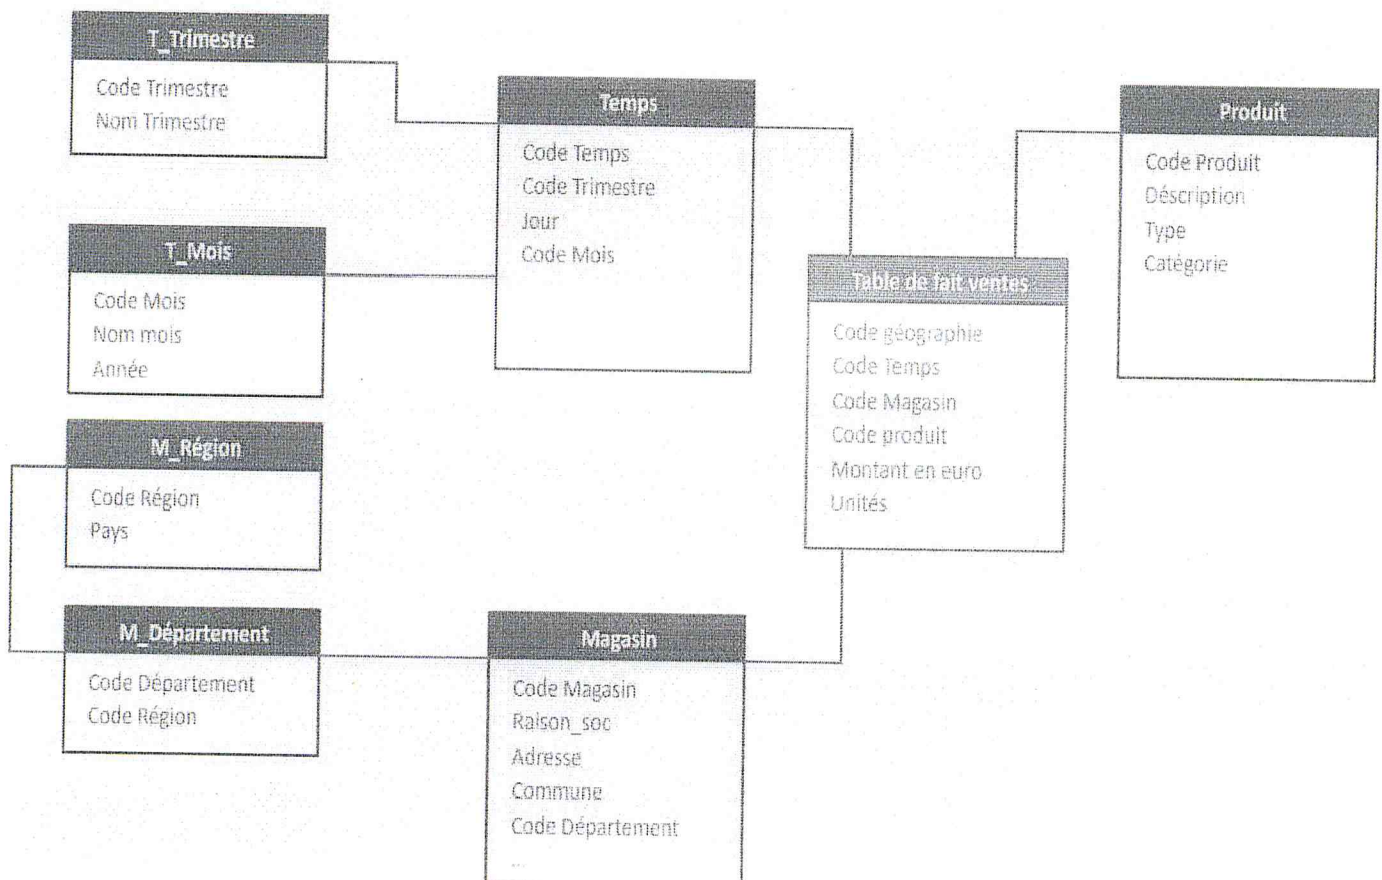 T_Trimestre
Code Trimestre
Nom Trimestre
Temps
Code Temps
Code Trimestre
Jour
Code Mois
Produit
Code Produit
Déscription
Type
Catégorie
T_Mois
Code Mois
Nom mois
Année
Table de fait ventes
Code géographie
Code Temps
Code Magasin
Code produit
Montant en euro
Unités
M_Région
Code Région
Pays
M_Département
Code Département
Code Région
Magasin
Code Magasin
Raison_soc
Adresse
Commune
Code Département
...